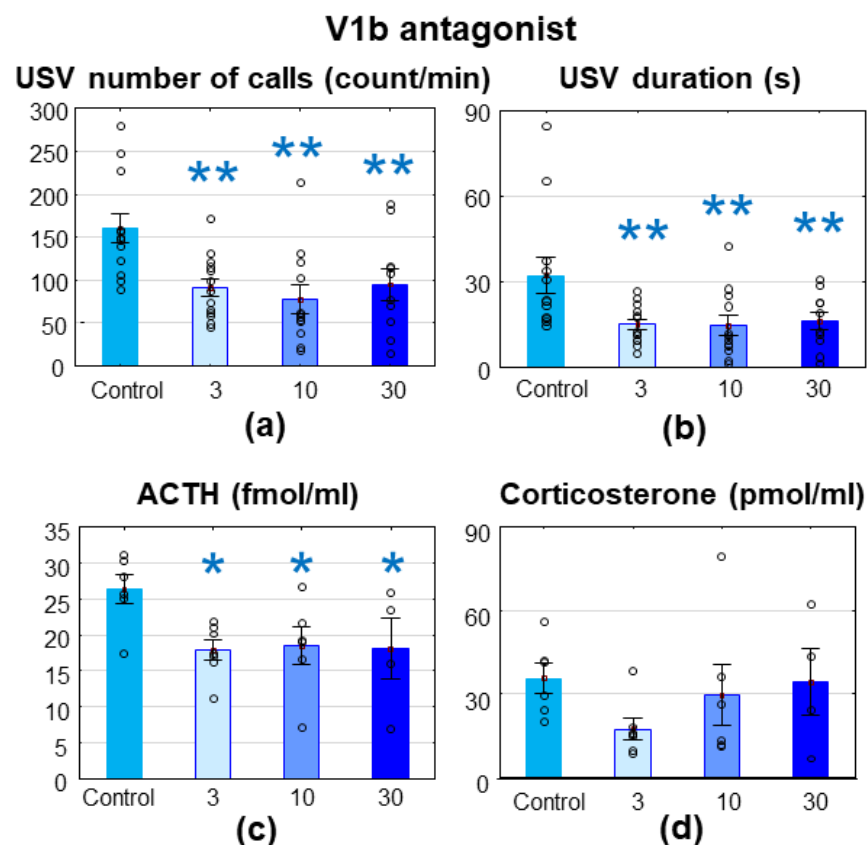 V1b antagonist
USV number of calls (count/min)
300
250
200
150
100
50
0
** ** **
Control 3 10 30
(a)
USV duration (s)
90
60
30
0
** ** **
Control 3 10 30
(b)
ACTH (fmol/ml)
35
30
25
20
15
10
5
0
* * *
Control 3 10 30
(c)
Corticosterone (pmol/ml)
90
60
30
0
Control 3 10 30
(d)